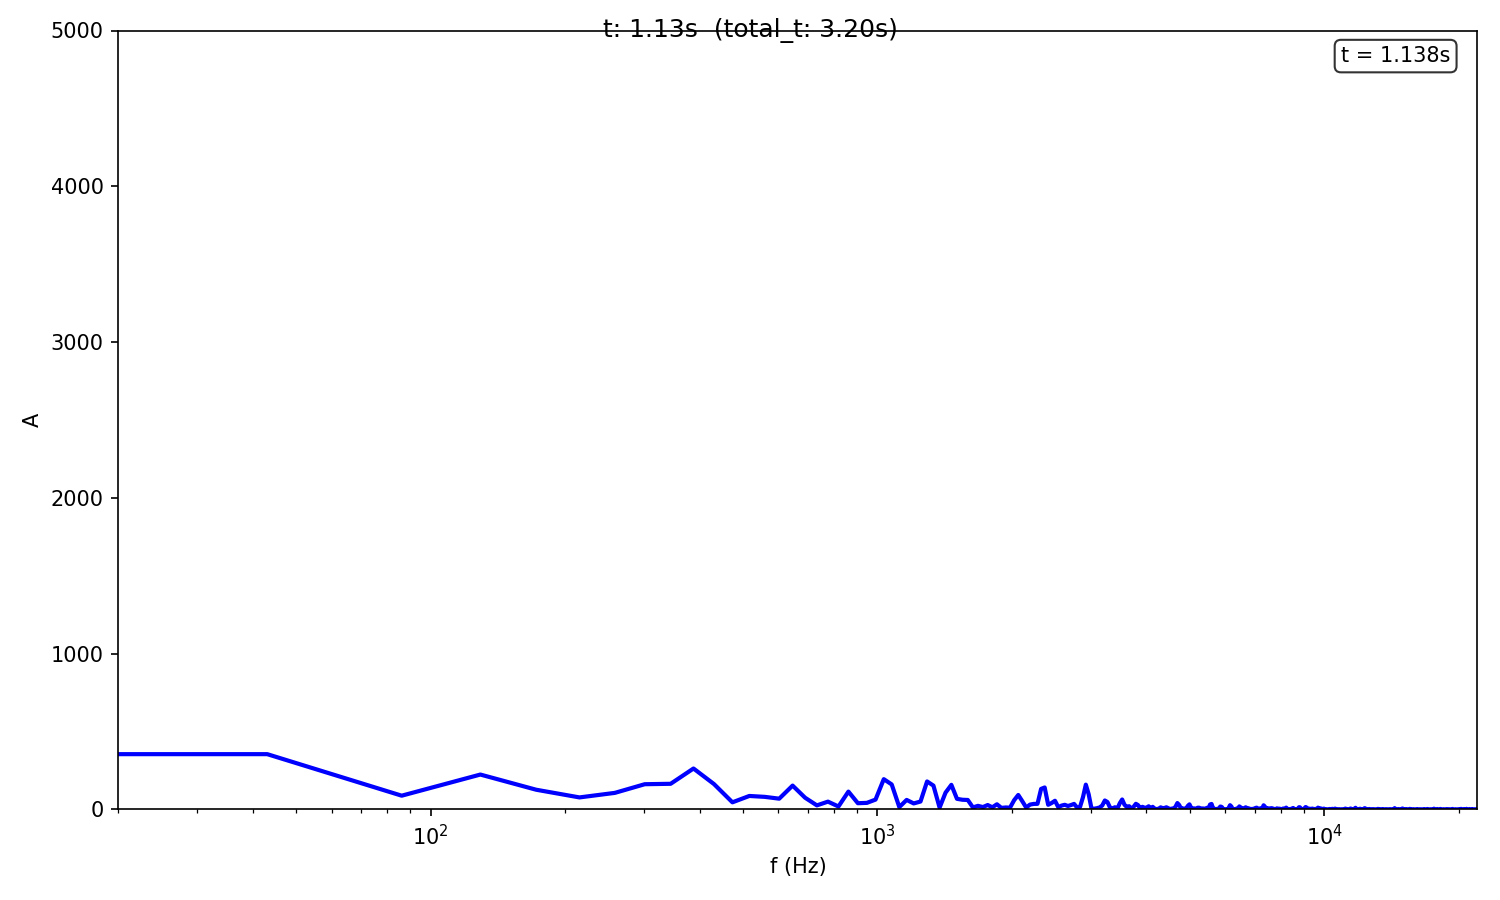 t: 1.13s  (total_t: 3.20s)
t = 1.138s
5000
4000
3000
2000
1000
0
A
10² 10³ 10⁴
f (Hz)